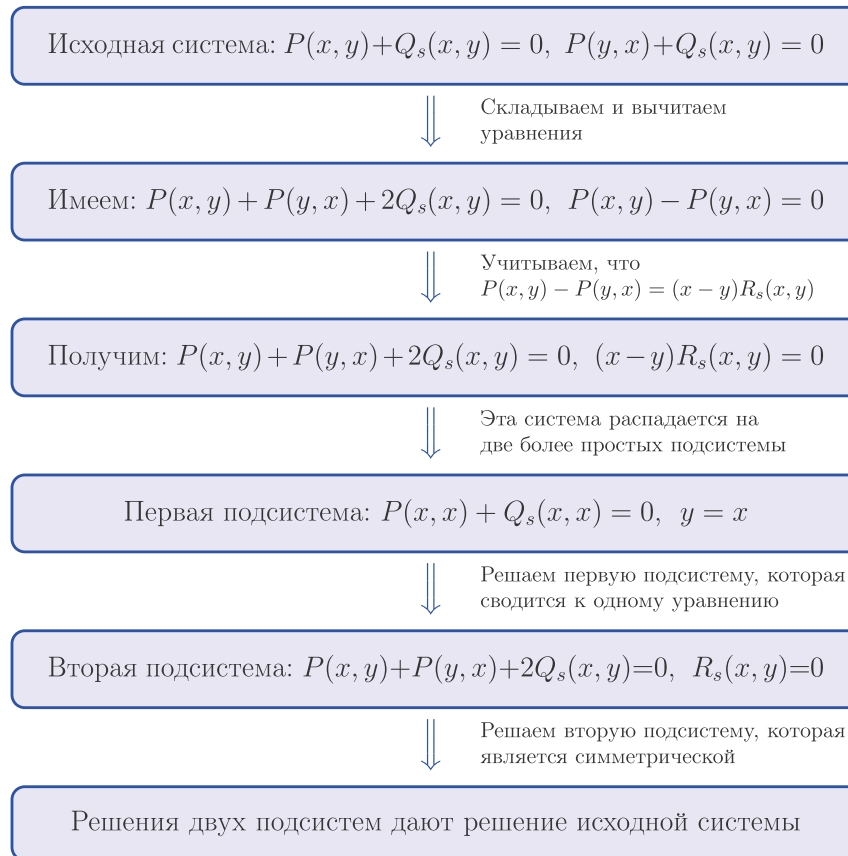 Исходная система: P(x, y)+Q_s(x, y) = 0, P(y, x)+Q_s(x, y) = 0
Складываем и вычитаем
уравнения
Имеем: P(x, y) + P(y, x) + 2Q_s(x, y) = 0, P(x, y) − P(y, x) = 0
Учитываем, что
P(x, y) − P(y, x) = (x − y)R_s(x, y)
Получим: P(x, y)+P(y, x)+2Q_s(x, y) = 0, (x−y)R_s(x, y) = 0
Эта система распадается на
две более простых подсистемы
Первая подсистема: P(x, x) + Q_s(x, x) = 0, y = x
Решаем первую подсистему, которая
сводится к одному уравнению
Вторая подсистема: P(x, y)+P(y, x)+2Q_s(x, y)=0, R_s(x, y)=0
Решаем вторую подсистему, которая
является симметрической
Решения двух подсистем дают решение исходной системы